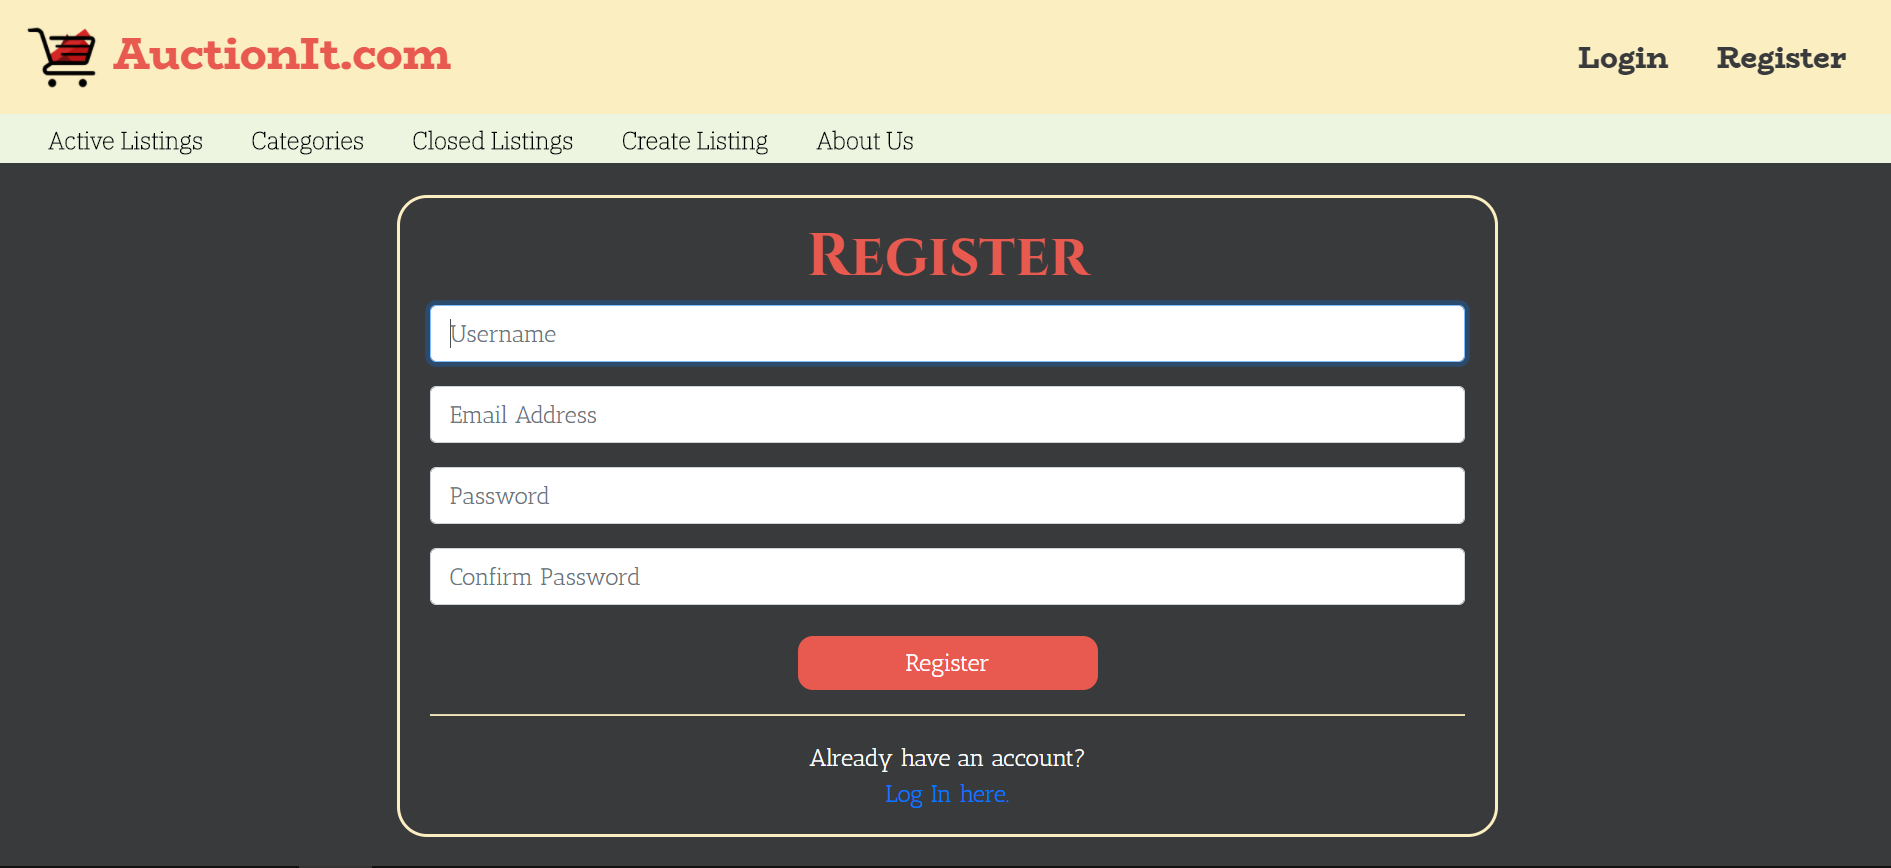 AuctionIt.com
Login Register
Active Listings Categories Closed Listings Create Listing About Us
Register
Username
Email Address
Password
Confirm Password
Register
Already have an account?
Log In here.